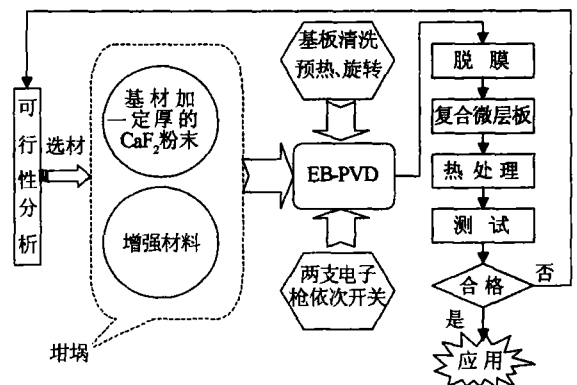 可行性分析
选材
基材加
一定厚的
CaF₂粉末
增强材料
坩埚
基板清洗
预热、旋转
EB-PVD
两支电子
枪依次开关
脱膜
复合微层板
热处理
测试
合格
否
是
应用